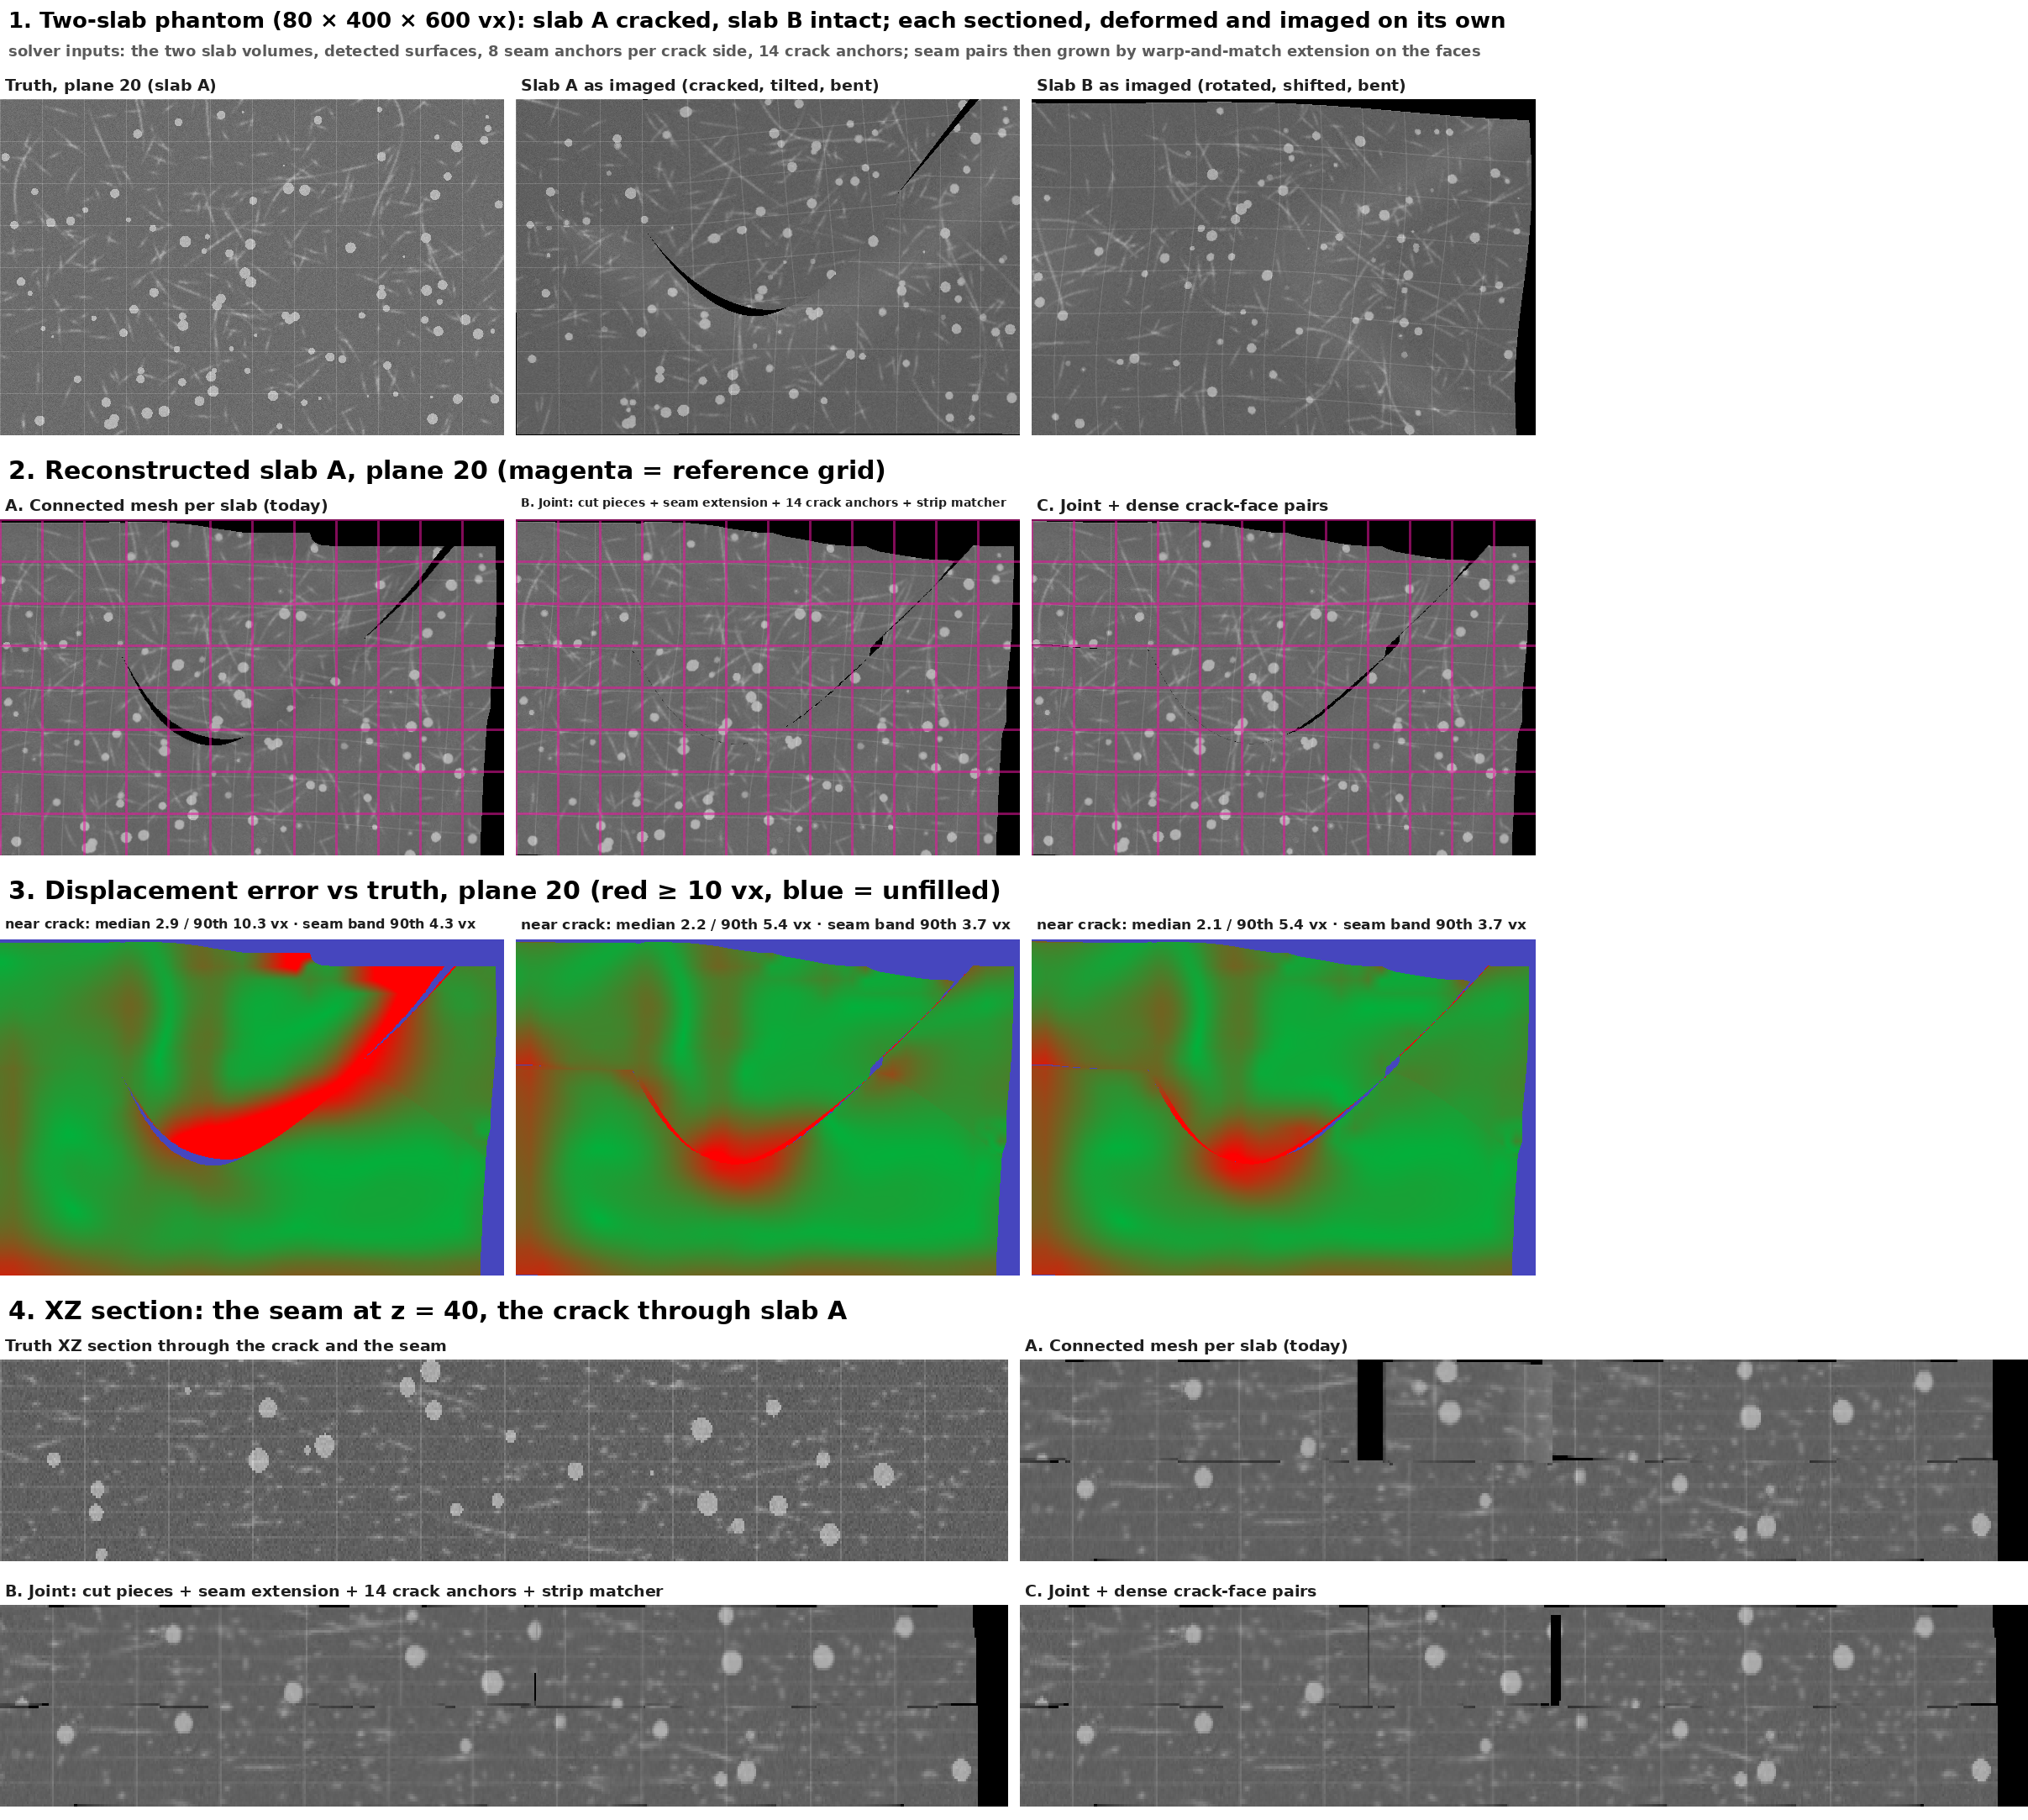 1. Two-slab phantom (80 × 400 × 600 vx): slab A cracked, slab B intact; each sectioned, deformed and imaged on its own
solver inputs: the two slab volumes, detected surfaces, 8 seam anchors per crack side, 14 crack anchors; seam pairs then grown by warp-and-match extension on the faces
Truth, plane 20 (slab A)
Slab A as imaged (cracked, tilted, bent)
Slab B as imaged (rotated, shifted, bent)
2. Reconstructed slab A, plane 20 (magenta = reference grid)
A. Connected mesh per slab (today)
B. Joint: cut pieces + seam extension + 14 crack anchors + strip matcher
C. Joint + dense crack-face pairs
3. Displacement error vs truth, plane 20 (red ≥ 10 vx, blue = unfilled)
near crack: median 2.9 / 90th 10.3 vx · seam band 90th 4.3 vx
near crack: median 2.2 / 90th 5.4 vx · seam band 90th 3.7 vx
near crack: median 2.1 / 90th 5.4 vx · seam band 90th 3.7 vx
4. XZ section: the seam at z = 40, the crack through slab A
Truth XZ section through the crack and the seam
A. Connected mesh per slab (today)
B. Joint: cut pieces + seam extension + 14 crack anchors + strip matcher
C. Joint + dense crack-face pairs